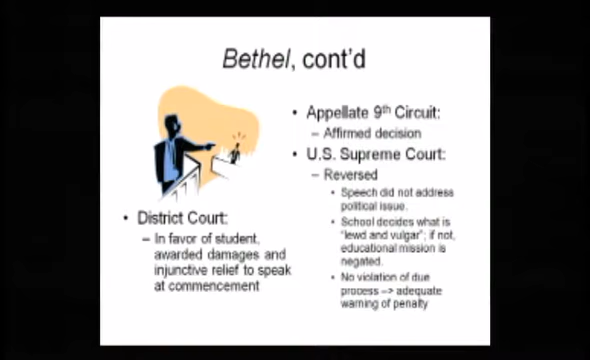 Bethel, cont'd
• District Court:
– In favor of student,
awarded damages and
injunctive relief to speak
at commencement
• Appellate 9th Circuit:
– Affirmed decision
• U.S. Supreme Court:
– Reversed
• Speech did not address
political issue.
• School decides what is
"lewd and vulgar"; if not,
educational mission is
negated.
• No violation of due
process –> adequate
warning of penalty